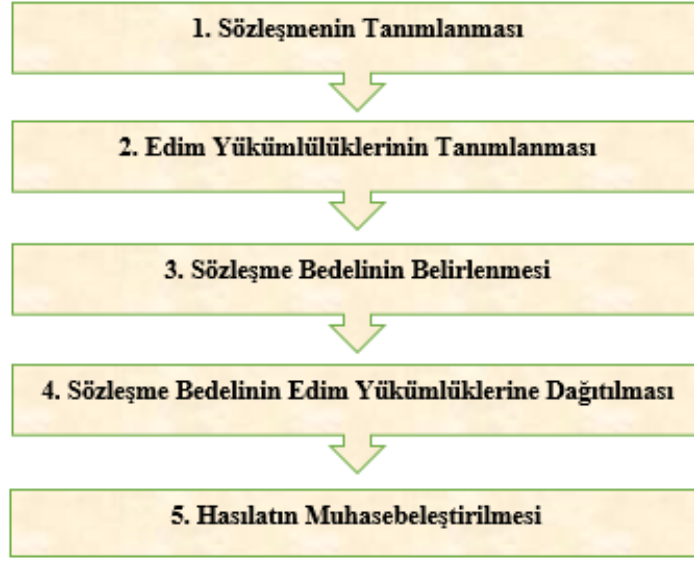 1. Sözleşmenin Tanımlanması
2. Edim Yükümlülüklerinin Tanımlanması
3. Sözleşme Bedelinin Belirlenmesi
4. Sözleşme Bedelinin Edim Yükümlüklerine Dağıtılması
5. Hasılatın Muhasebeleştirilmesi